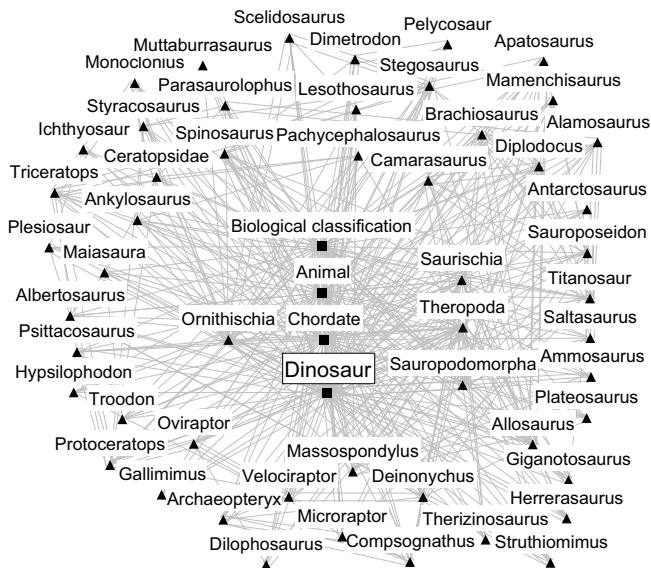 Scelidosaurus
Pelycosaur
Muttaburrasaurus
Dimetrodon
Apatosaurus
Monoclonius
Stegosaurus
Parasaurolophus
Lesothosaurus
Mamenchisaurus
Styracosaurus
Brachiosaurus
Alamosaurus
Ichthyosaur
Spinosaurus
Pachycephalosaurus
Diplodocus
Ceratopsidae
Camarasaurus
Triceratops
Antarctosaurus
Ankylosaurus
Plesiosaur
Biological classification
Sauroposeidon
Maiasaura
Saurischia
Animal
Titanosaur
Albertosaurus
Ornithischia
Chordate
Theropoda
Saltasaurus
Psittacosaurus
Dinosaur
Sauropodomorpha
Ammosaurus
Hypsilophodon
Troodon
Plateosaurus
Oviraptor
Allosaurus
Protoceratops
Massospondylus
Giganotosaurus
Gallimimus
Velociraptor
Deinonychus
Archaeopteryx
Herrerasaurus
Microraptor
Therizinosaurus
Dilophosaurus
Compsognathus
Struthiomimus